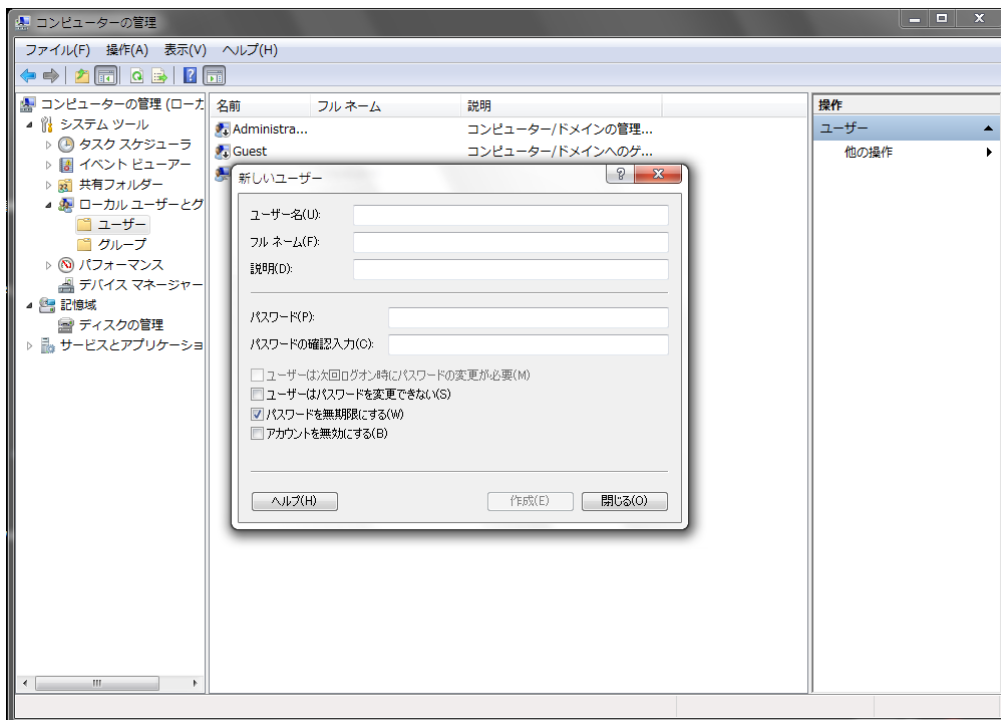 コンピューターの管理
ファイル(F) 操作(A) 表示(V) ヘルプ(H)
コンピューターの管理 (ローカ
システム ツール
タスク スケジューラ
イベント ビューアー
共有フォルダー
ローカル ユーザーとグ
ユーザー
グループ
パフォーマンス
デバイス マネージャー
記憶域
ディスクの管理
サービスとアプリケーショ
名前 フル ネーム 説明
Administra... コンピューター/ドメインの管理...
Guest コンピューター/ドメインへのゲ...
操作
ユーザー
他の操作
新しいユーザー
ユーザー名(U):
フル ネーム(F):
説明(D):
パスワード(P):
パスワードの確認入力(C):
ユーザーは次回ログオン時にパスワードの変更が必要(M)
ユーザーはパスワードを変更できない(S)
パスワードを無期限にする(W)
アカウントを無効にする(B)
ヘルプ(H) 作成(E) 閉じる(O)